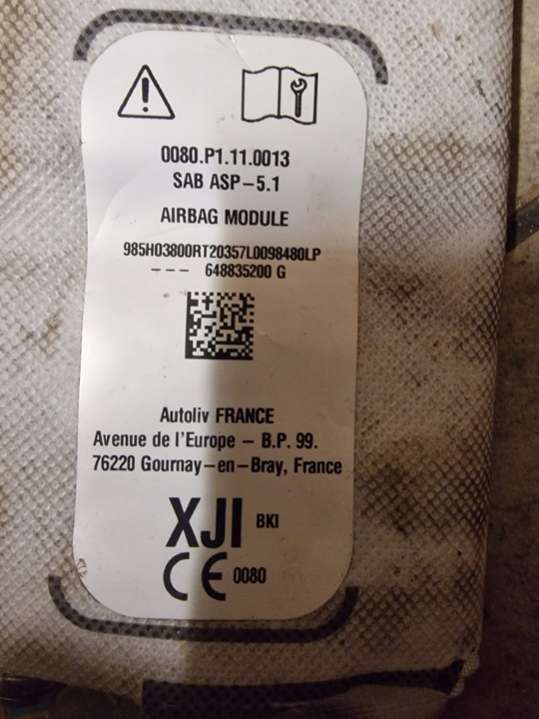 0080.P1.11.0013
SAB ASP-5.1
AIRBAG MODULE
985H03800RT20357L0098480LP
--- 648835200 G
Autoliv FRANCE
Avenue de l'Europe - B.P. 99.
76220 Gournay-en-Bray, France
XJI BKI
CE 0080